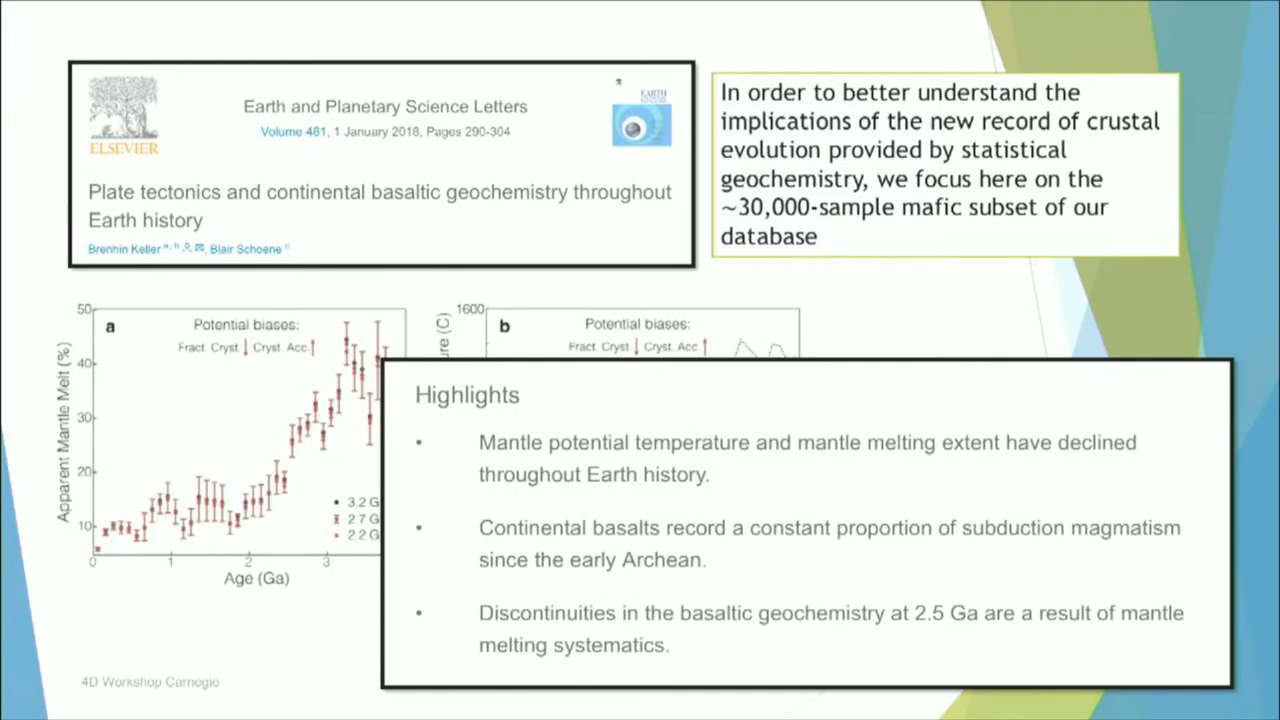 ELSEVIER
Earth and Planetary Science Letters
Volume 481, 1 January 2018, Pages 290-304
EARTH
Plate tectonics and continental basaltic geochemistry throughout
Earth history
Brenhin Keller a, b, Blair Schoene c
In order to better understand the
implications of the new record of crustal
evolution provided by statistical
geochemistry, we focus here on the
~30,000-sample mafic subset of our
database
Apparent Mantle Melt (%)
50
40
30
20
10
a
Potential biases:
Fract. Cryst.↓ Cryst. Acc.↑
• 3.2 G
2.7 G
• 2.2 G
0 1 2 3
Age (Ga)
ure (C)
1600
b
Potential biases:
Fract. Cryst.↓ Cryst. Acc.↑
Highlights
• Mantle potential temperature and mantle melting extent have declined
throughout Earth history.
• Continental basalts record a constant proportion of subduction magmatism
since the early Archean.
• Discontinuities in the basaltic geochemistry at 2.5 Ga are a result of mantle
melting systematics.
4D Workshop Carnegie